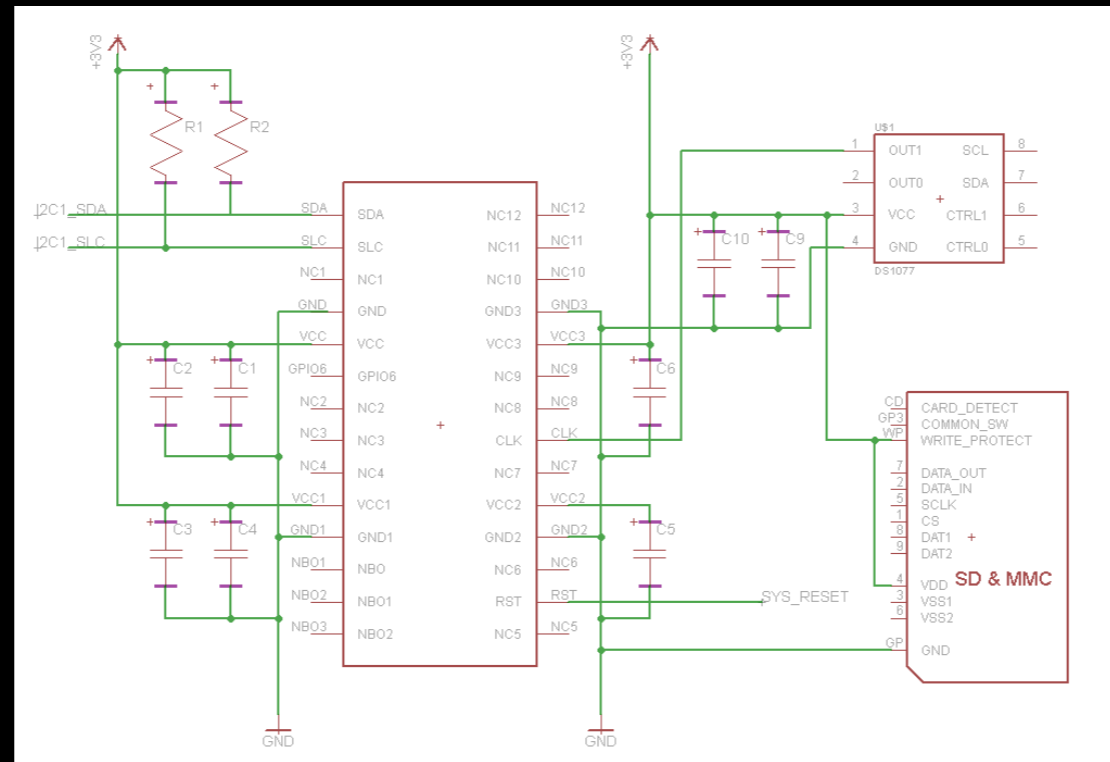 +3V3
+3V3
R1
R2
I2C1_SDA
I2C1_SLC
SDA
SLC
NC1
GND
VCC
GPIO6
NC2
NC3
NC4
VCC1
GND1
NBO1
NBO2
NBO3
SDA
SLC
NC1
GND
VCC
GPIO6
NC2
NC3
NC4
VCC1
GND1
NBO
NBO1
NBO2
NC12
NC11
NC10
GND3
VCC3
NC9
NC8
CLK
NC7
VCC2
GND2
NC6
RST
NC5
NC12
NC11
NC10
GND3
VCC3
NC9
NC8
CLK
NC7
VCC2
GND2
NC6
RST
NC5
C2
C1
C3
C4
C10
C9
C6
C5
SYS_RESET
GND
GND
U$1
1 OUT1 SCL 8
2 OUT0 SDA 7
3 VCC CTRL1 6
4 GND CTRL0 5
DS1077
CD CARD_DETECT
GP3 COMMON_SW
WP WRITE_PROTECT
7 DATA_OUT
2 DATA_IN
5 SCLK
1 CS
8 DAT1
9 DAT2
SD & MMC
4 VDD
3 VSS1
6 VSS2
GP GND